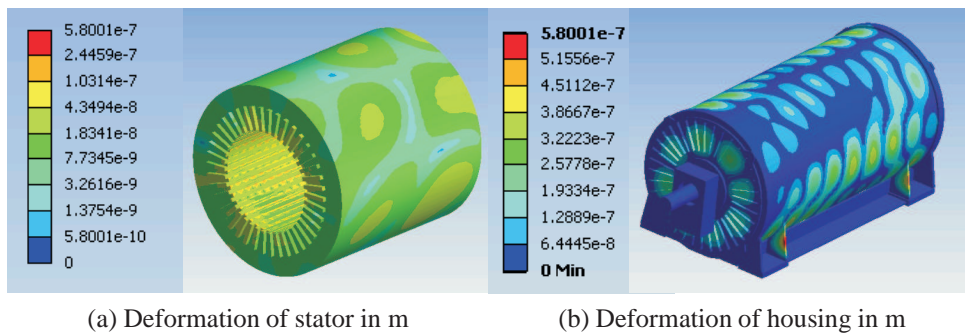 5.8001e-7
2.4459e-7
1.0314e-7
4.3494e-8
1.8341e-8
7.7345e-9
3.2616e-9
1.3754e-9
5.8001e-10
0
5.8001e-7
5.1556e-7
4.5112e-7
3.8667e-7
3.2223e-7
2.5778e-7
1.9334e-7
1.2889e-7
6.4445e-8
0 Min
(a) Deformation of stator in m
(b) Deformation of housing in m